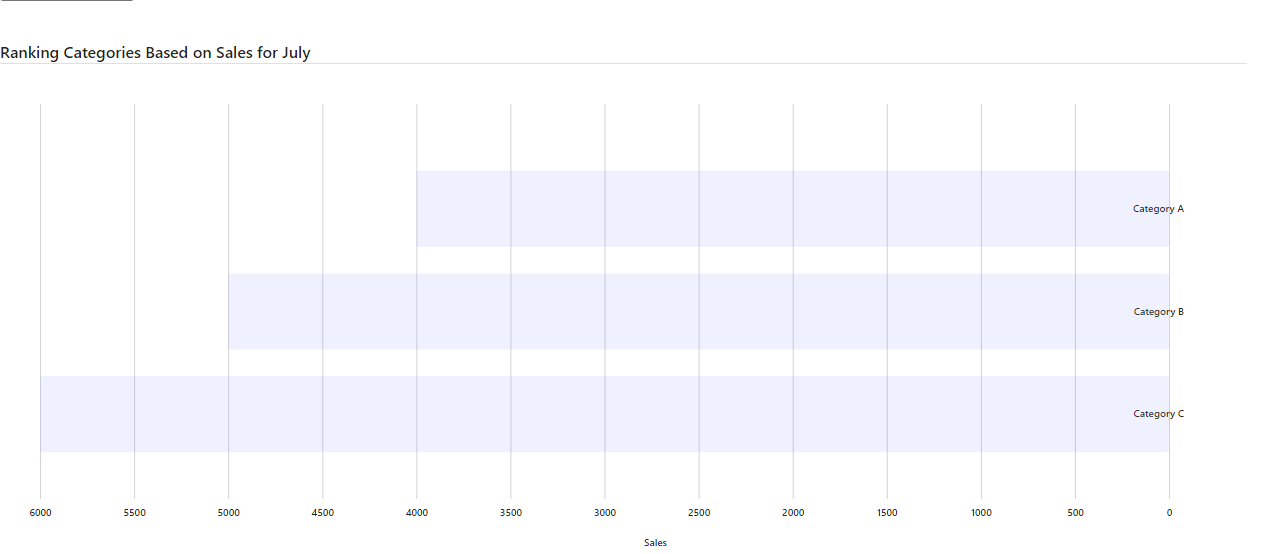 Ranking Categories Based on Sales for July
Category A
Category B
Category C
6000 5500 5000 4500 4000 3500 3000 2500 2000 1500 1000 500 0
Sales